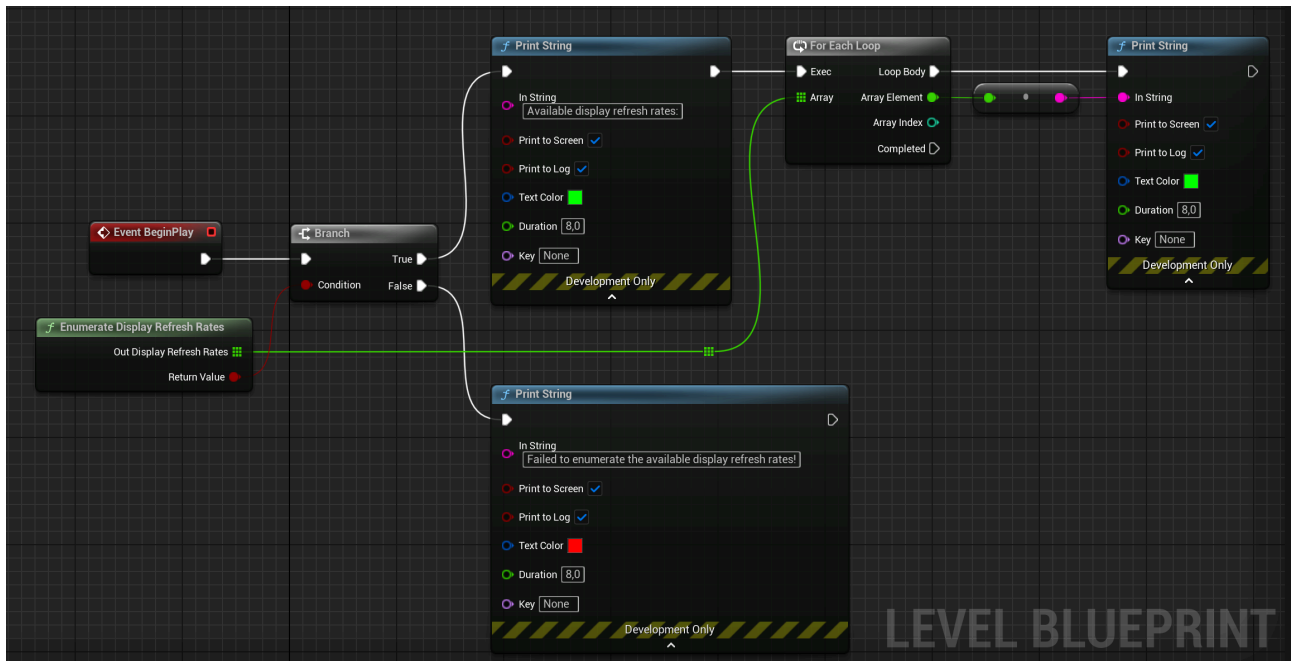 Event BeginPlay
Enumerate Display Refresh Rates
Out Display Refresh Rates
Return Value
Branch
True
Condition
False
Print String
In String
Available display refresh rates:
Print to Screen
Print to Log
Text Color
Duration 8,0
Key None
Development Only
Print String
In String
Failed to enumerate the available display refresh rates!
Print to Screen
Print to Log
Text Color
Duration 8,0
Key None
Development Only
For Each Loop
Exec Loop Body
Array Array Element
Array Index
Completed
Print String
In String
Print to Screen
Print to Log
Text Color
Duration 8,0
Key None
Development Only
LEVEL BLUEPRINT